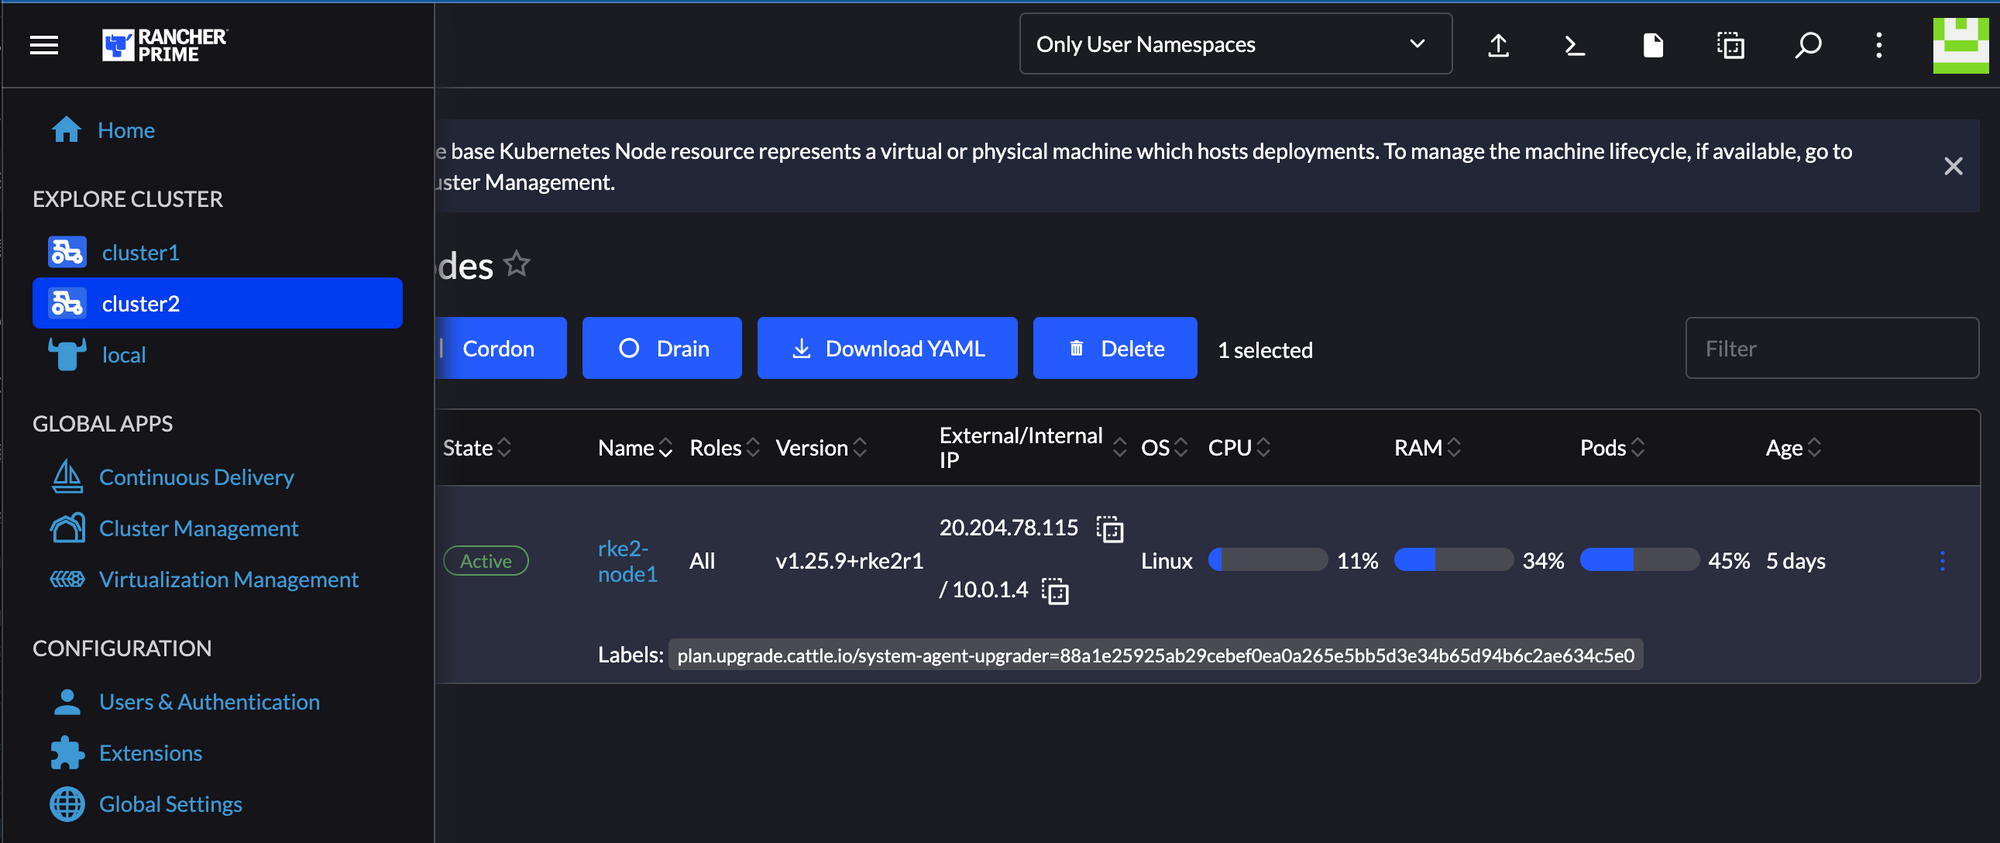 RANCHER
PRIME
Only User Namespaces
Home
EXPLORE CLUSTER
cluster1
cluster2
local
GLOBAL APPS
Continuous Delivery
Cluster Management
Virtualization Management
CONFIGURATION
Users & Authentication
Extensions
Global Settings
e base Kubernetes Node resource represents a virtual or physical machine which hosts deployments. To manage the machine lifecycle, if available, go to
uster Management.
odes
Cordon Drain Download YAML Delete 1 selected Filter
State Name Roles Version External/Internal IP OS CPU RAM Pods Age
Active rke2-node1 All v1.25.9+rke2r1 20.204.78.115 / 10.0.1.4 Linux 11% 34% 45% 5 days
Labels: plan.upgrade.cattle.io/system-agent-upgrader=88a1e25925ab29cebef0ea0a265e5bb5d3e34b65d94b6c2ae634c5e0